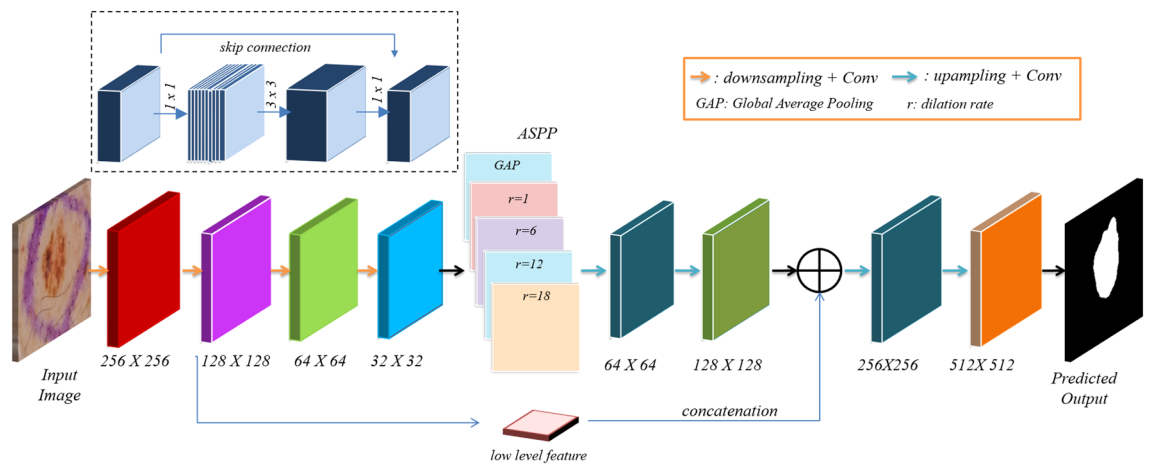 skip connection
1 x 1
3 x 3
1 x 1
: downsampling + Conv
: upampling + Conv
GAP: Global Average Pooling
r: dilation rate
ASPP
GAP
r=1
r=6
r=12
r=18
256 X 256
128 X 128
64 X 64
32 X 32
64 X 64
128 X 128
256X256
512X 512
Input
Image
Predicted
Output
concatenation
low level feature